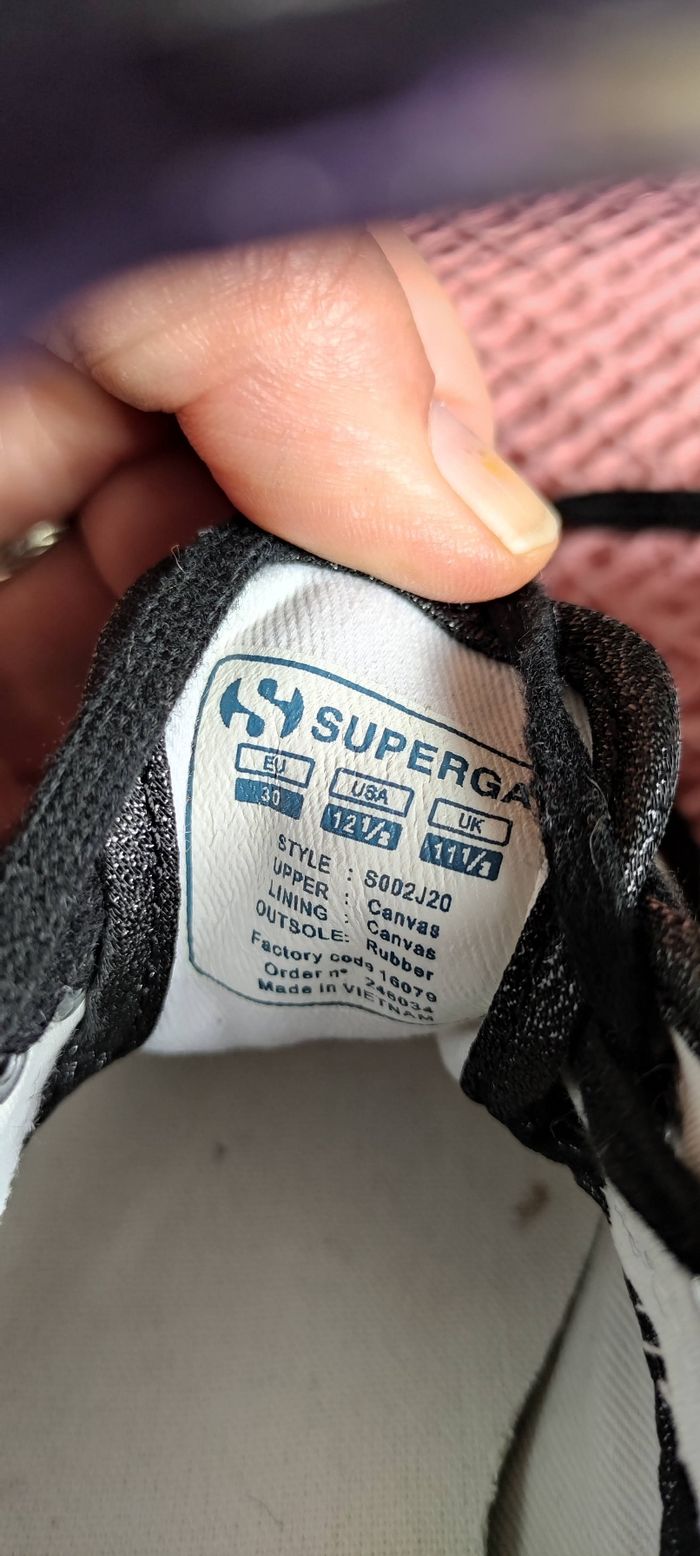 SUPERGA
EU USA UK
30 12 1/2 11 1/2
STYLE : S002J20
UPPER : Canvas
LINING : Canvas
OUTSOLE: Rubber
Factory code 16079
Order n° 246034
Made in VIETNAM